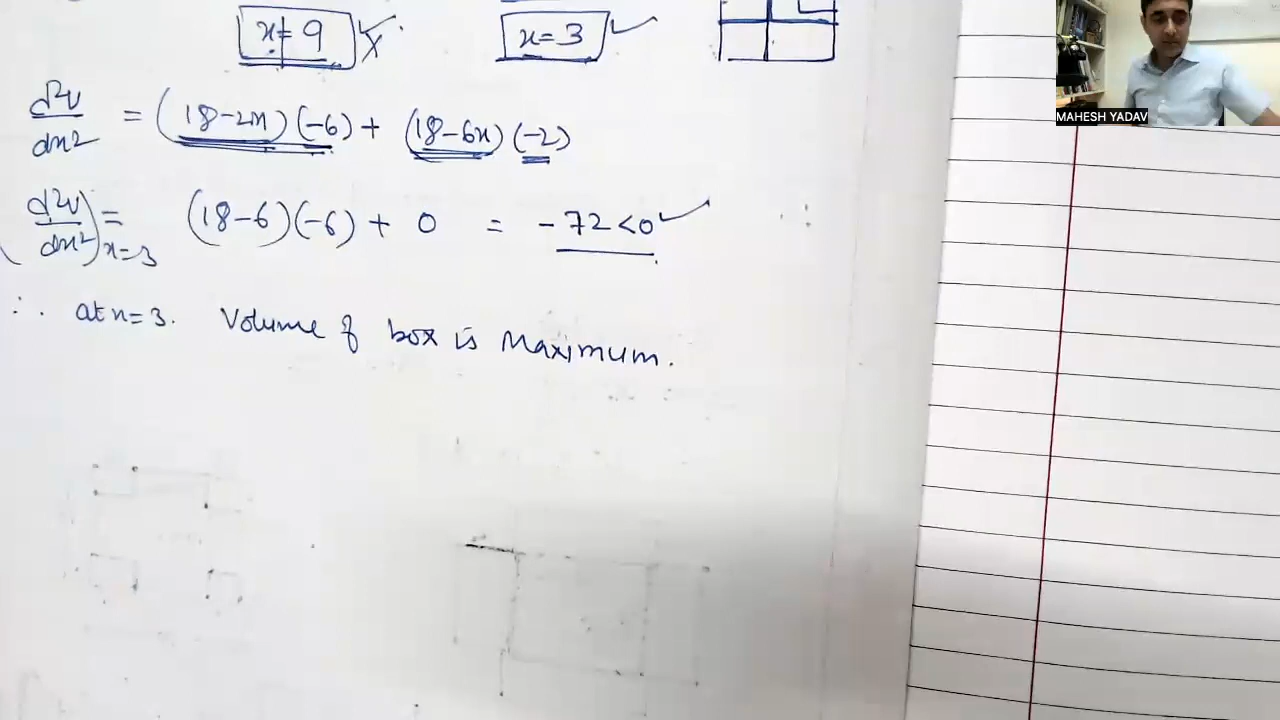 x≠9 x=3
MAHESH YADAV
d²v/dx² = (18-2x)(-6) + (18-6x)(-2)
(d²v/dx²)x=3 = (18-6)(-6) + 0 = -72<0 ∴
∴ at x=3. Volume of box is Maximum.